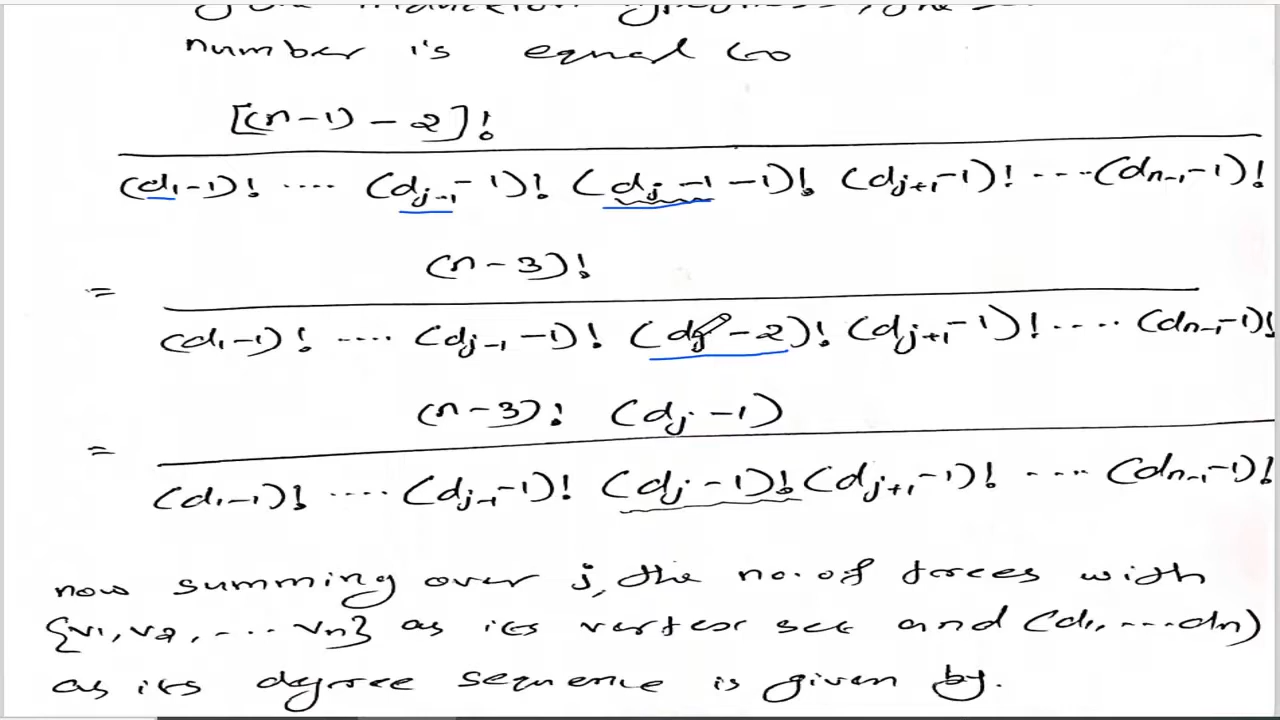 number is equal to
[(n-1) - 2]!
(d₁-1)! .... (dⱼ₋₁-1)! (dⱼ-1-1)! (dⱼ₊₁-1)! .... (dₙ₋₁-1)!
(n-3)!
=
(d₁-1)! .... (dⱼ₋₁-1)! (dⱼ-2)! (dⱼ₊₁-1)! .... (dₙ₋₁-1)!
(n-3)! (dⱼ-1)
=
(d₁-1)! .... (dⱼ₋₁-1)! (dⱼ-1)! (dⱼ₊₁-1)! .... (dₙ₋₁-1)!
now summing over j, the no. of trees with
{v₁, v₂, .... vₙ} as its vertex set and (d₁, ... dₙ)
as its degree sequence is given by.